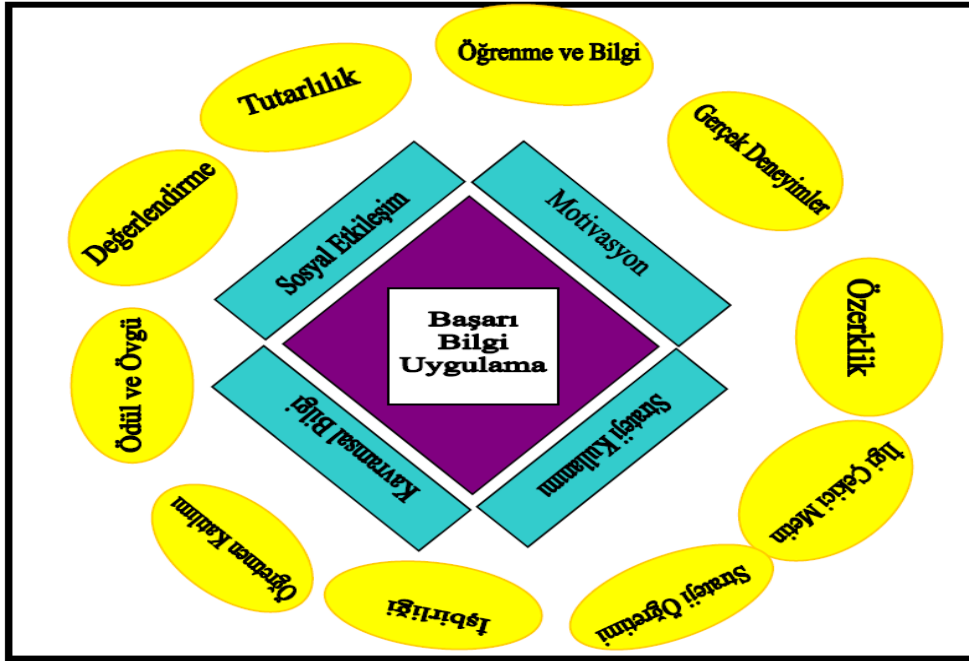 Öğrenme ve Bilgi
Tutarlılık
Gerçek Deneyimler
Değerlendirme
Sosyal Etkileşim
Motivasyon
Özerklik
Başarı
Bilgi
Uygulama
Ödül ve Övgü
Kavramsal Bilgi
Strateji Kullanımı
İlgi Çekici Metin
Öğretmen Katılımı
İşbirliği
Strateji Öğretimi